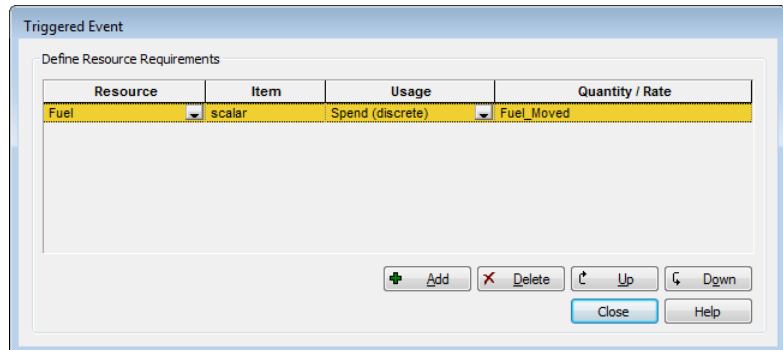 Triggered Event
Define Resource Requirements
Resource Item Usage Quantity / Rate
Fuel scalar Spend (discrete) Fuel_Moved
Add Delete Up Down
Close Help